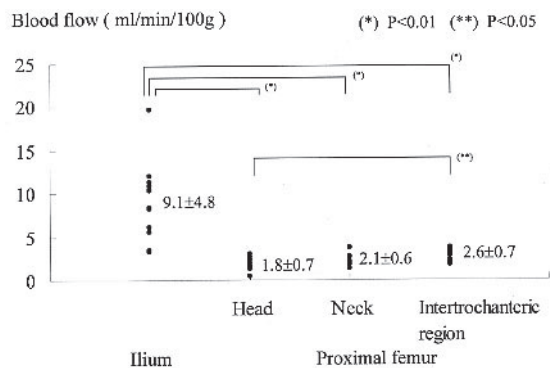 Blood flow ( ml/min/100g)
(*) P<0.01 (**) P<0.05
(*)
25
(*)
(*)
20
15
(**)
10
9.1±4.8
5
1.8±0.7
2.1±0.6
2.6±0.7
0
Head
Neck
Intertrochanteric
region
Ilium
Proximal femur